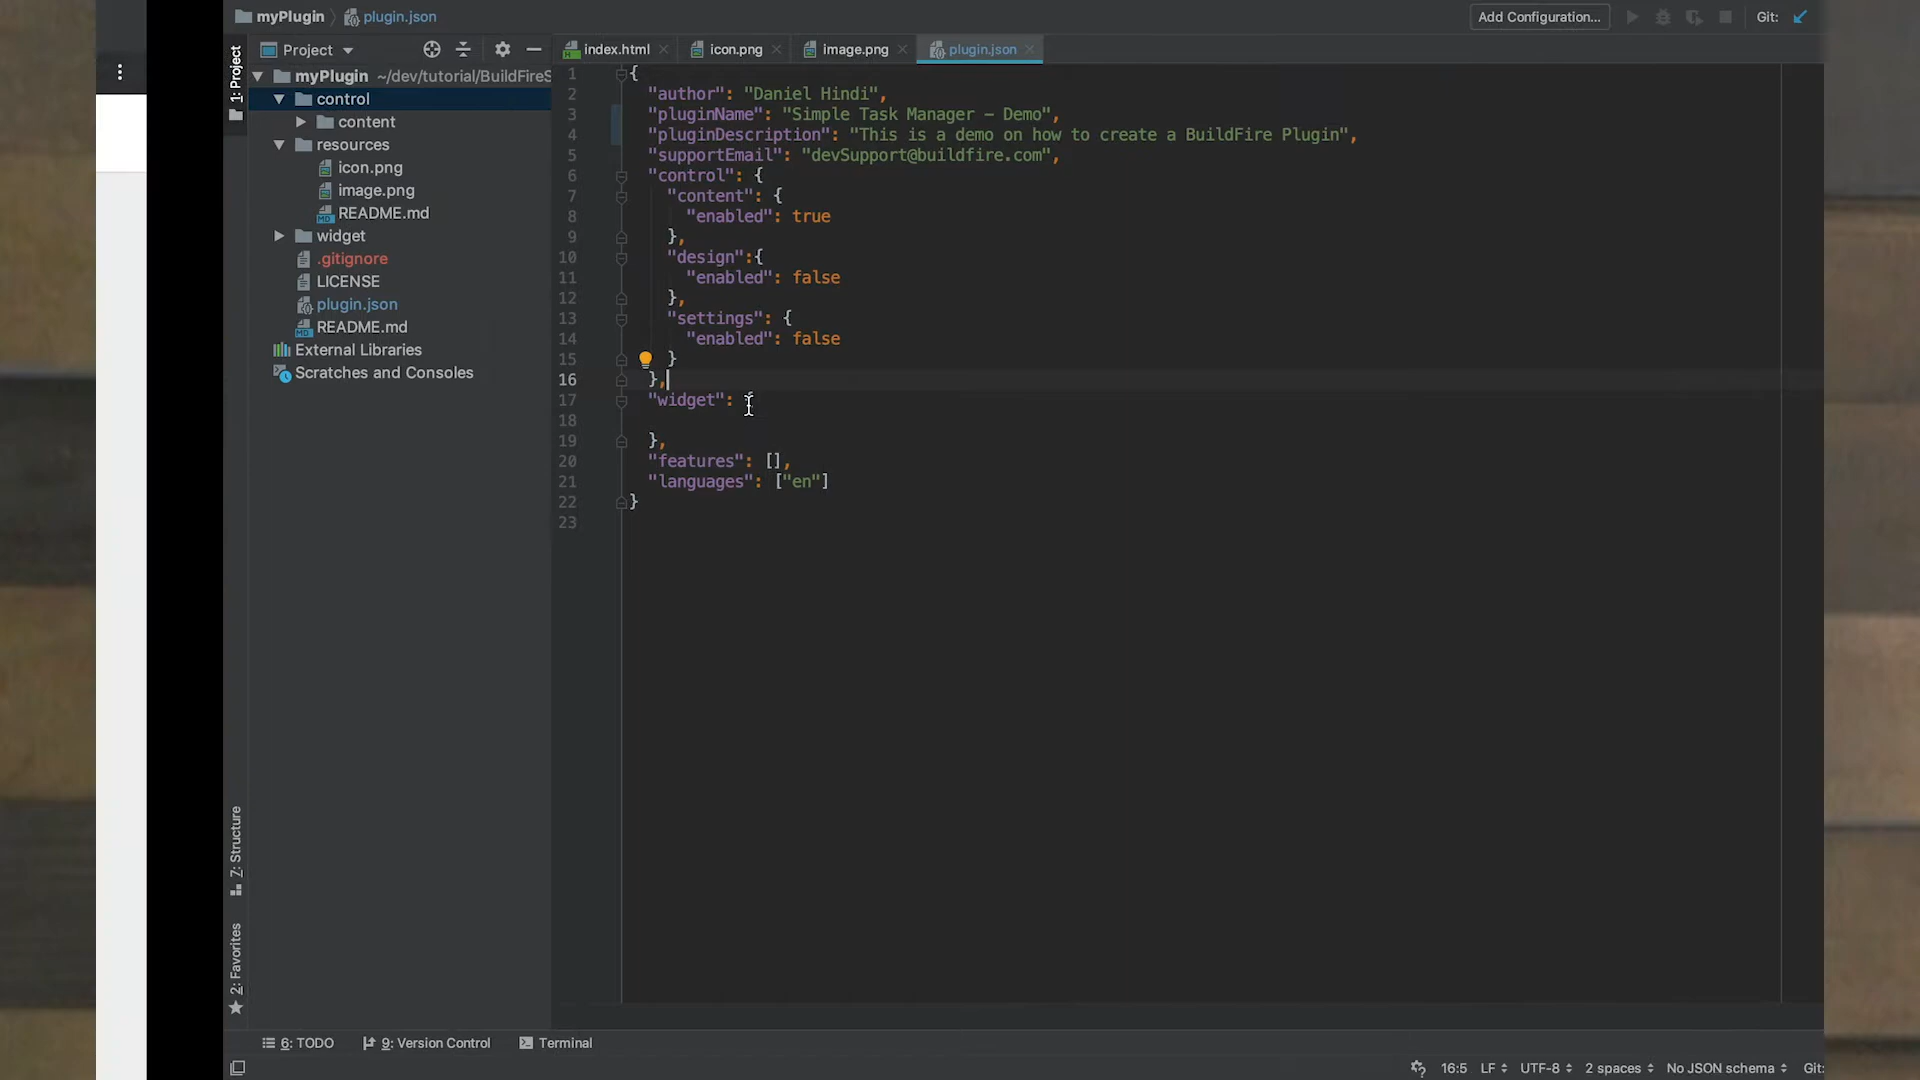 myPlugin plugin.json Add Configuration... Git:
1: Project
Project
index.html icon.png image.png plugin.json
myPlugin ~/dev/tutorial/BuildFireS
control
content
resources
icon.png
image.png
README.md
widget
.gitignore
LICENSE
plugin.json
README.md
External Libraries
Scratches and Consoles
1 {
2 "author": "Daniel Hindi",
3 "pluginName": "Simple Task Manager – Demo",
4 "pluginDescription": "This is a demo on how to create a BuildFire Plugin",
5 "supportEmail": "devSupport@buildfire.com",
6 "control": {
7 "content": {
8 "enabled": true
9 },
10 "design":{
11 "enabled": false
12 },
13 "settings": {
14 "enabled": false
15 }
16 },
17 "widget": {
18
19 },
20 "features": [],
21 "languages": ["en"]
22 }
23
Z: Structure
2: Favorites
6: TODO 9: Version Control Terminal
16:5 LF UTF-8 2 spaces No JSON schema Git: